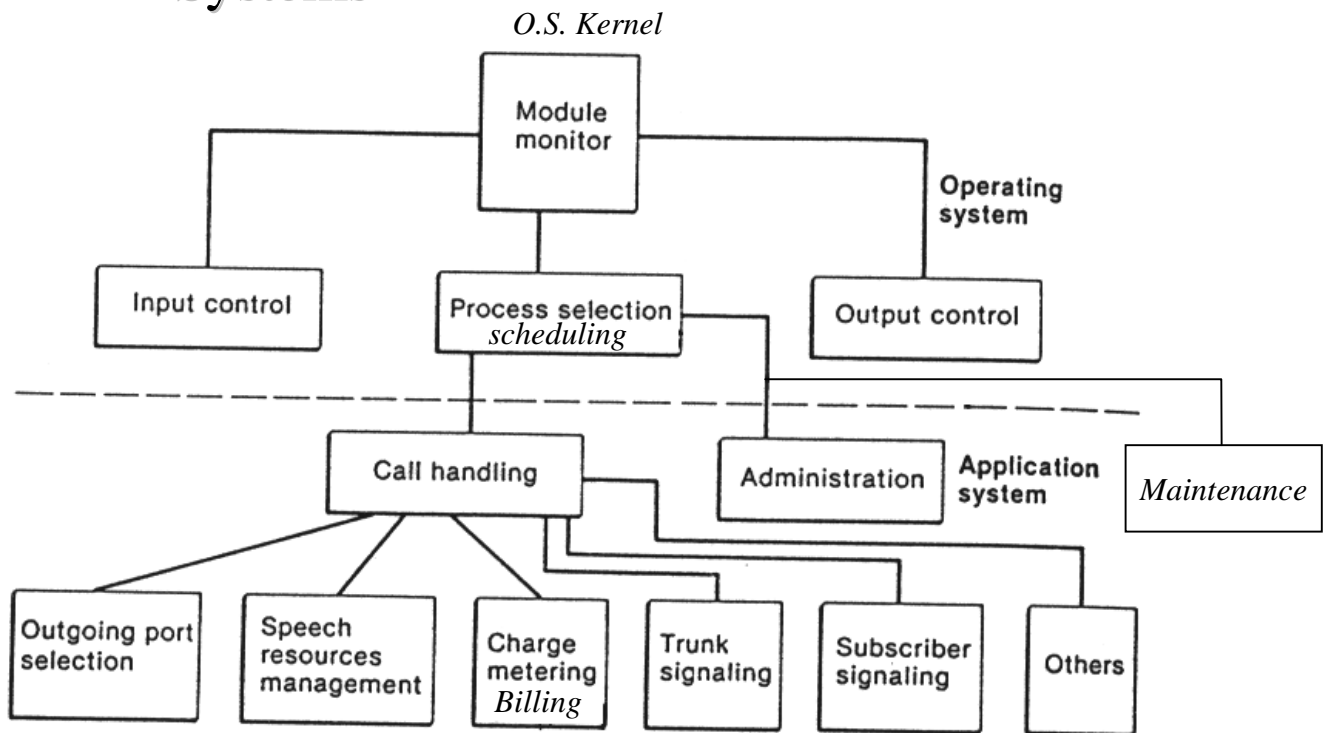 Systems
O.S. Kernel
Module
monitor
Operating
system
Input control
Process selection
scheduling
Output control
Call handling
Administration
Application
system
Maintenance
Outgoing port
selection
Speech
resources
management
Charge
metering
Billing
Trunk
signaling
Subscriber
signaling
Others